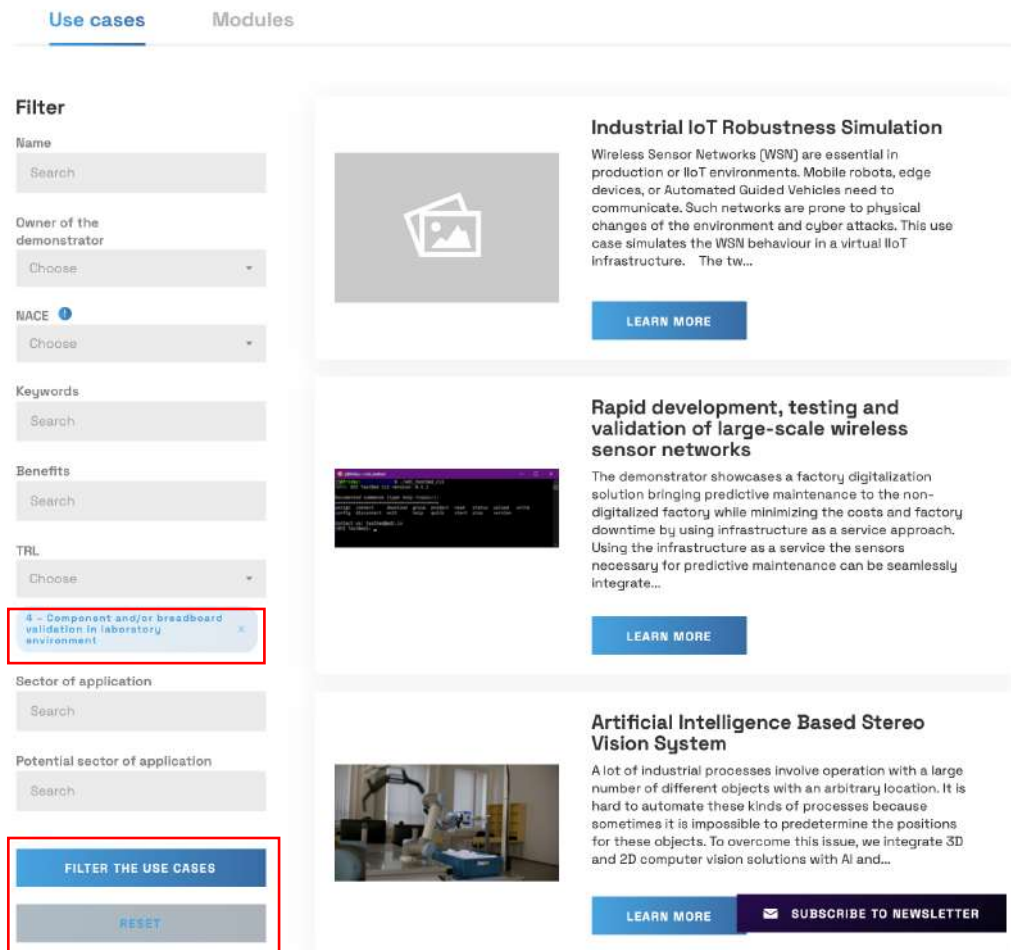 Use cases
Modules
Filter
Name
Search
Owner of the
demonstrator
Choose
NACE
Choose
Keywords
Search
Benefits
Search
TRL
Choose
4 – Component and/or breadboard
validation in laboratory
environment
x
Sector of application
Search
Potential sector of application
Search
FILTER THE USE CASES
RESET
Industrial IoT Robustness Simulation
Wireless Sensor Networks (WSN) are essential in
production or IIoT environments. Mobile robots, edge
devices, or Automated Guided Vehicles need to
communicate. Such networks are prone to physical
changes of the environment and cyber attacks. This use
case simulates the WSN behaviour in a virtual IIoT
infrastructure. The tw...
LEARN MORE
Rapid development, testing and
validation of large-scale wireless
sensor networks
The demonstrator showcases a factory digitalization
solution bringing predictive maintenance to the non-
digitalized factory while minimizing the costs and factory
downtime by using infrastructure as a service approach.
Using the infrastructure as a service the sensors
necessary for predictive maintenance can be seamlessly
integrate...
LEARN MORE
Artificial Intelligence Based Stereo
Vision System
A lot of industrial processes involve operation with a large
number of different objects with an arbitrary location. It is
hard to automate these kinds of processes because
sometimes it is impossible to predetermine the positions
for these objects. To overcome this issue, we integrate 3D
and 2D computer vision solutions with AI and...
LEARN MORE
SUBSCRIBE TO NEWSLETTER